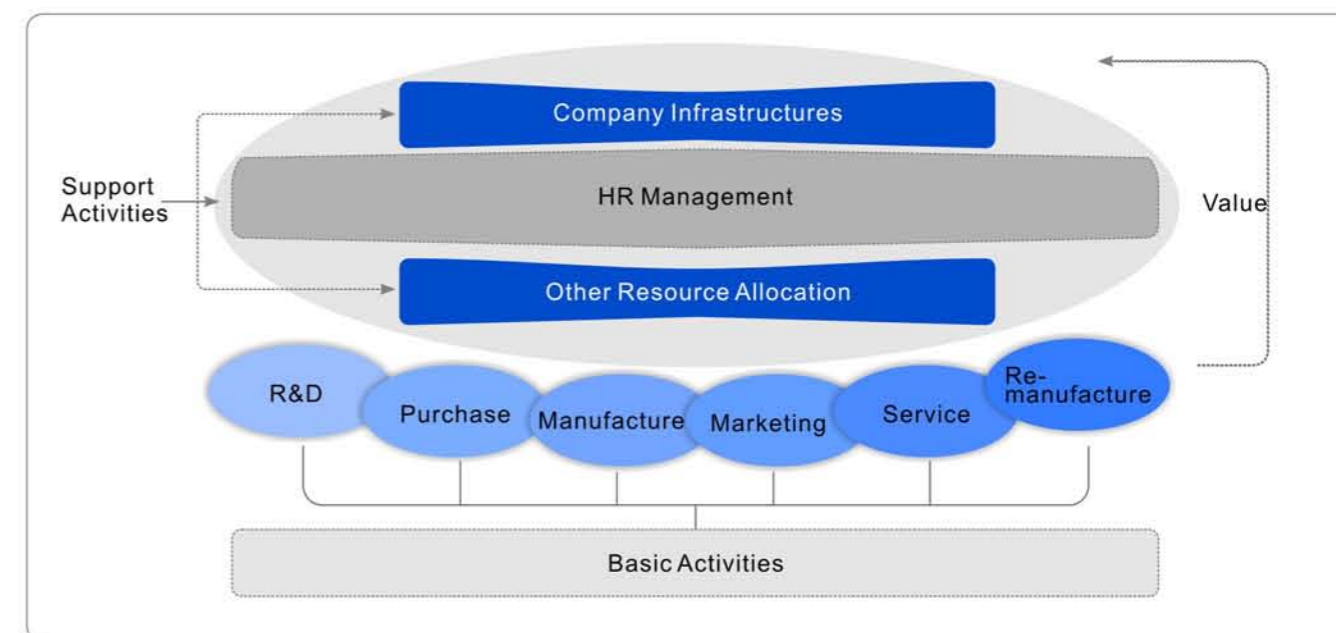 Company Infrastructures
Support
Activities
HR Management
Value
Other Resource Allocation
R&D
Purchase
Manufacture
Marketing
Service
Re-
manufacture
Basic Activities